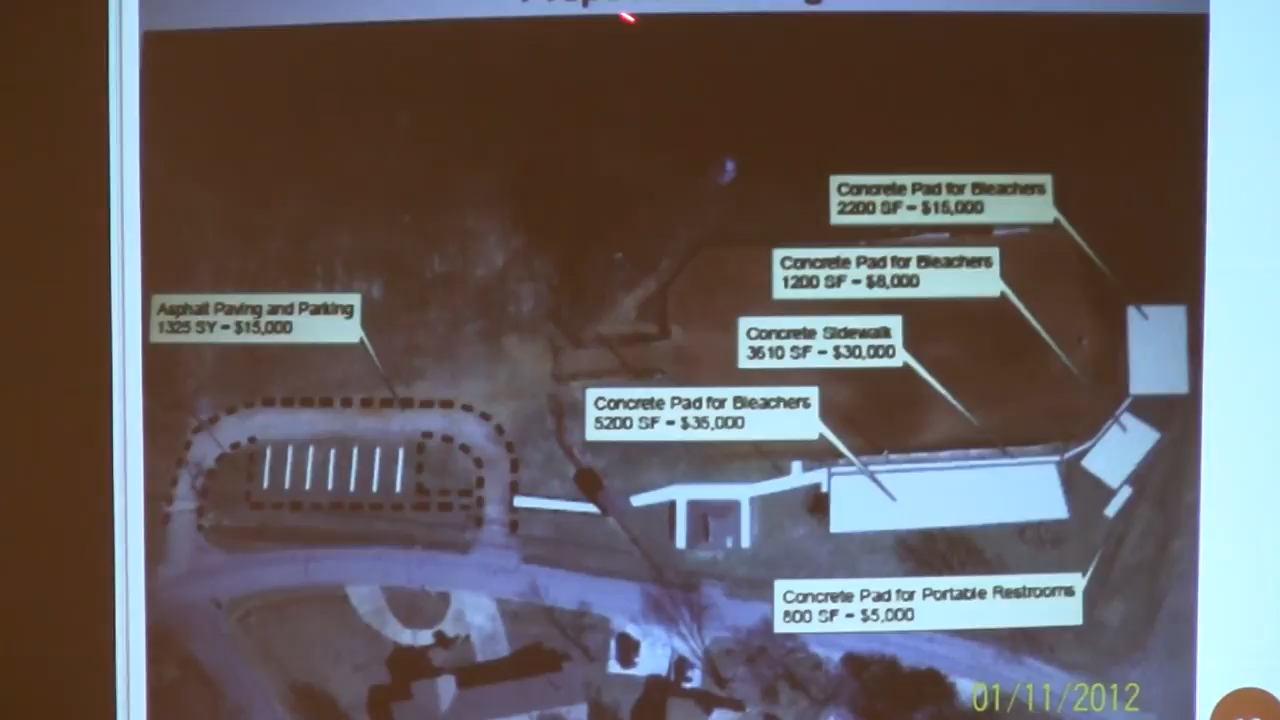 Concrete Pad for Bleachers
2200 SF - $15,000
Concrete Pad for Bleachers
1200 SF - $8,000
Asphalt Paving and Parking
1325 SY - $15,000
Concrete Sidewalk
3610 SF - $30,000
Concrete Pad for Bleachers
5200 SF - $35,000
Concrete Pad for Portable Restrooms
800 SF - $5,000
01/11/2012